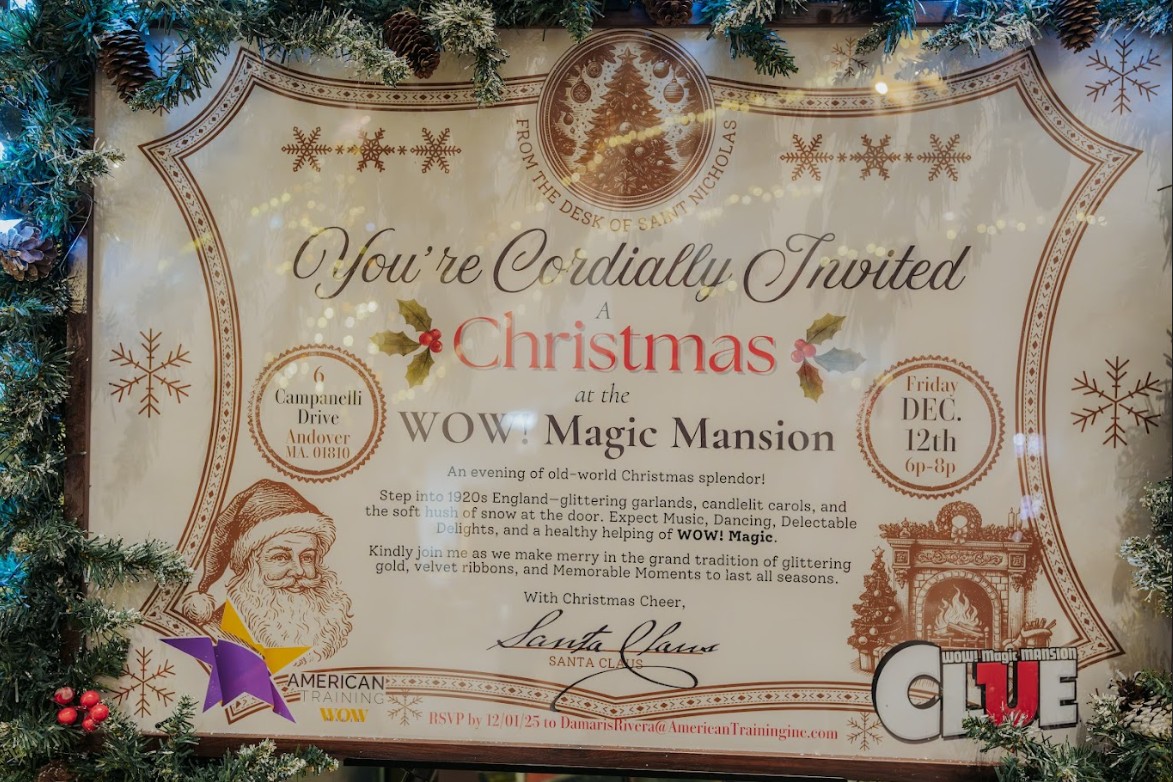 FROM THE DESK OF SAINT NICHOLAS
You're Cordially Invited
A
Christmas
at the
WOW! Magic Mansion
6
Campanelli
Drive
Andover
MA. 01810
Friday
DEC.
12th
6p-8p
An evening of old-world Christmas splendor!
Step into 1920s England—glittering garlands, candlelit carols, and
the soft hush of snow at the door. Expect Music, Dancing, Delectable
Delights, and a healthy helping of WOW! Magic.
Kindly join me as we make merry in the grand tradition of glittering
gold, velvet ribbons, and Memorable Moments to last all seasons.
With Christmas Cheer,
Santa Claus
SANTA CLAUS
AMERICAN
TRAINING
WOW
WOW! Magic MANSION
CLUE
RSVP by 12/01/25 to DamarisRivera@AmericanTraininginc.com